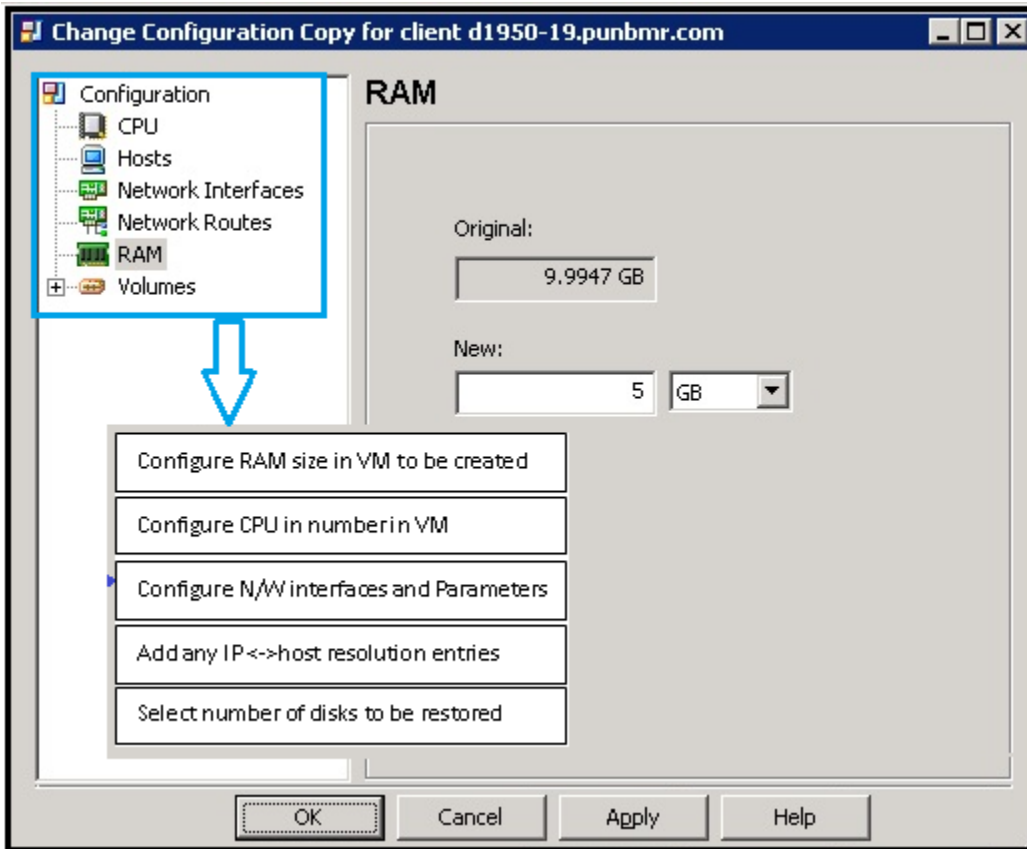 Change Configuration Copy for client d1950-19.punbmr.com
Configuration
CPU
Hosts
Network Interfaces
Network Routes
RAM
Volumes
RAM
Original:
9.9947 GB
New:
5 GB
Configure RAM size in VM to be created
Configure CPU in number in VM
Configure N/W interfaces and Parameters
Add any IP<->host resolution entries
Select number of disks to be restored
OK Cancel Apply Help